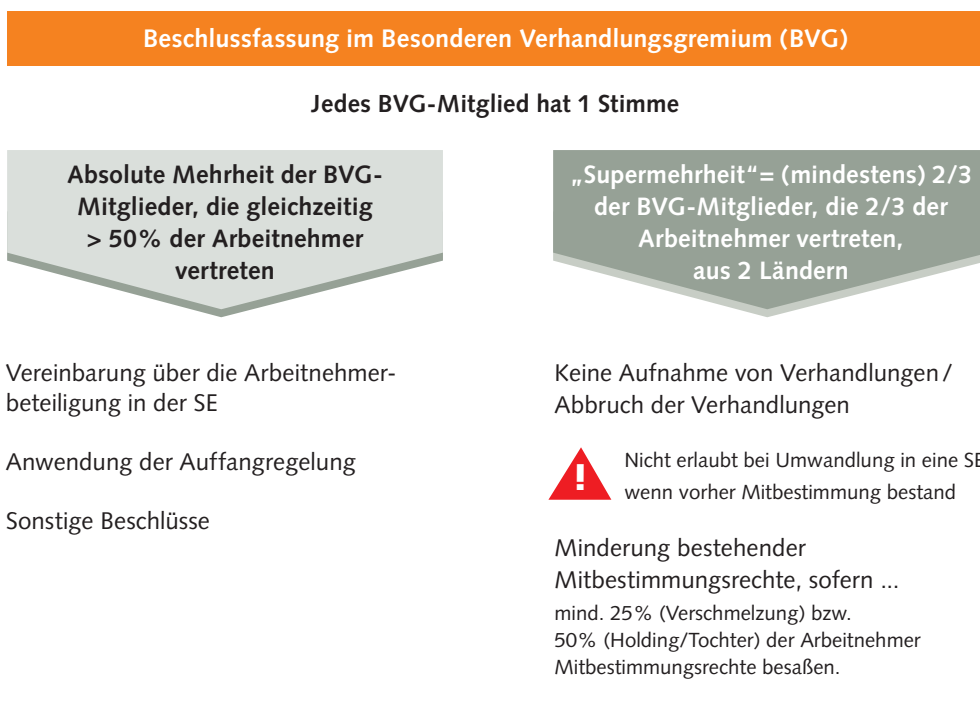 Beschlussfassung im Besonderen Verhandlungsgremium (BVG)
Jedes BVG-Mitglied hat 1 Stimme
Absolute Mehrheit der BVG-
Mitglieder, die gleichzeitig
> 50% der Arbeitnehmer
vertreten
Vereinbarung über die Arbeitnehmer-
beteiligung in der SE
Anwendung der Auffangregelung
Sonstige Beschlüsse
„Supermehrheit“= (mindestens) 2/3
der BVG-Mitglieder, die 2/3 der
Arbeitnehmer vertreten,
aus 2 Ländern
Keine Aufnahme von Verhandlungen/
Abbruch der Verhandlungen
!
Nicht erlaubt bei Umwandlung in eine SE
wenn vorher Mitbestimmung bestand
Minderung bestehender
Mitbestimmungsrechte, sofern ...
mind. 25% (Verschmelzung) bzw.
50% (Holding/Tochter) der Arbeitnehmer
Mitbestimmungsrechte besaßen.